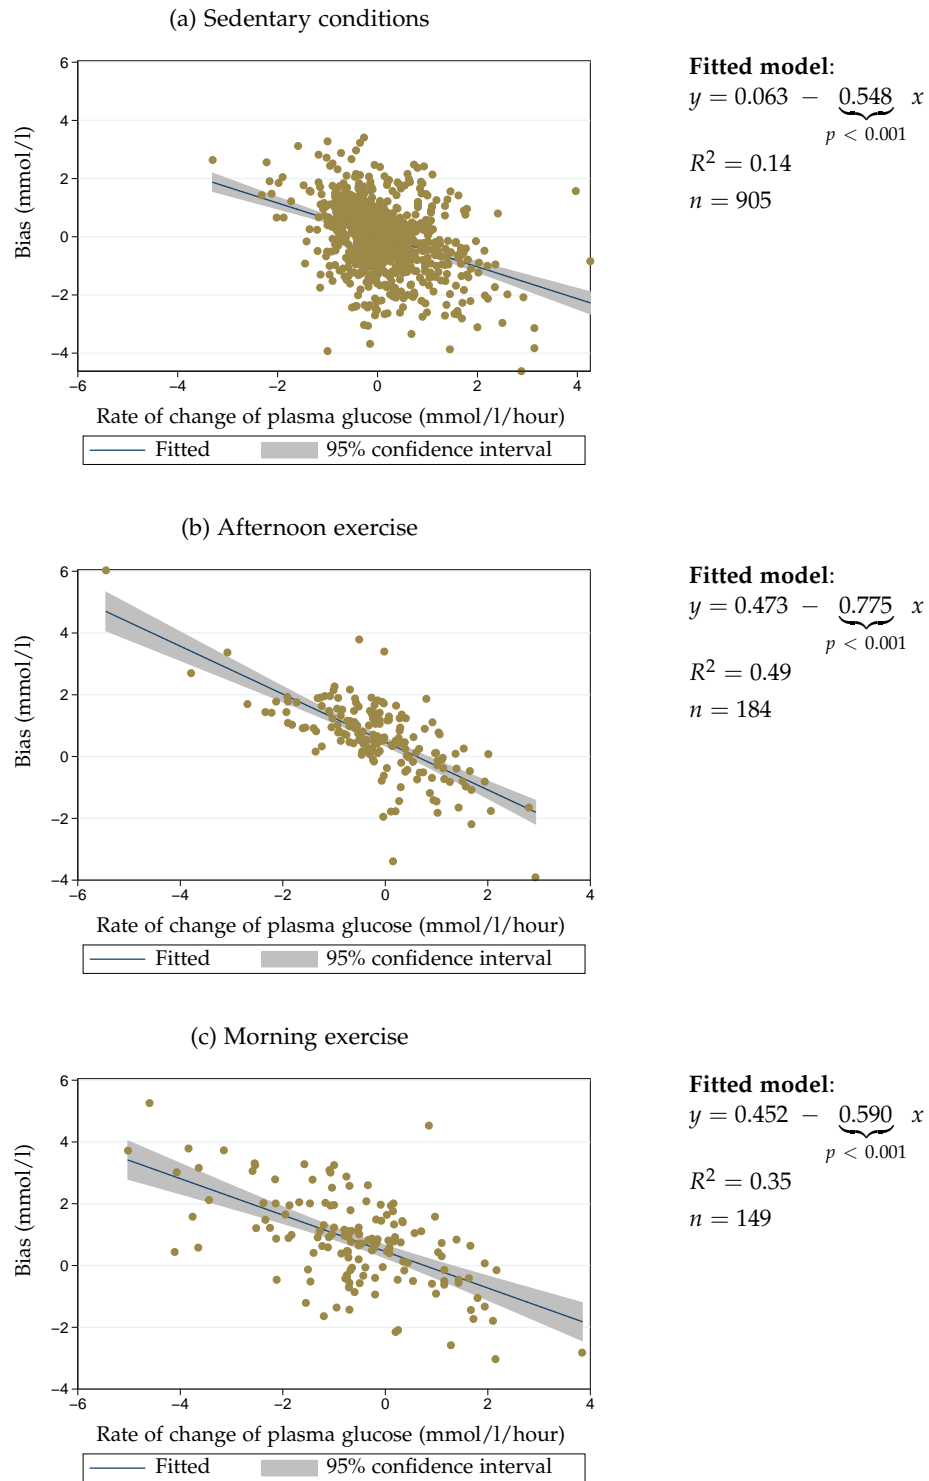 (a) Sedentary conditions
6
4
2
0
−2
−4
Bias (mmol/l)
−6
−4
−2
0
2
4
Rate of change of plasma glucose (mmol/l/hour)
Fitted 95% confidence interval
Fitted model:
y = 0.063 − 0.548 x
p < 0.001
R² = 0.14
n = 905
(b) Afternoon exercise
6
4
2
0
−2
−4
Bias (mmol/l)
−6
−4
−2
0
2
4
Rate of change of plasma glucose (mmol/l/hour)
Fitted 95% confidence interval
Fitted model:
y = 0.473 − 0.775 x
p < 0.001
R² = 0.49
n = 184
(c) Morning exercise
6
4
2
0
−2
−4
Bias (mmol/l)
−6
−4
−2
0
2
4
Rate of change of plasma glucose (mmol/l/hour)
Fitted 95% confidence interval
Fitted model:
y = 0.452 − 0.590 x
p < 0.001
R² = 0.35
n = 149